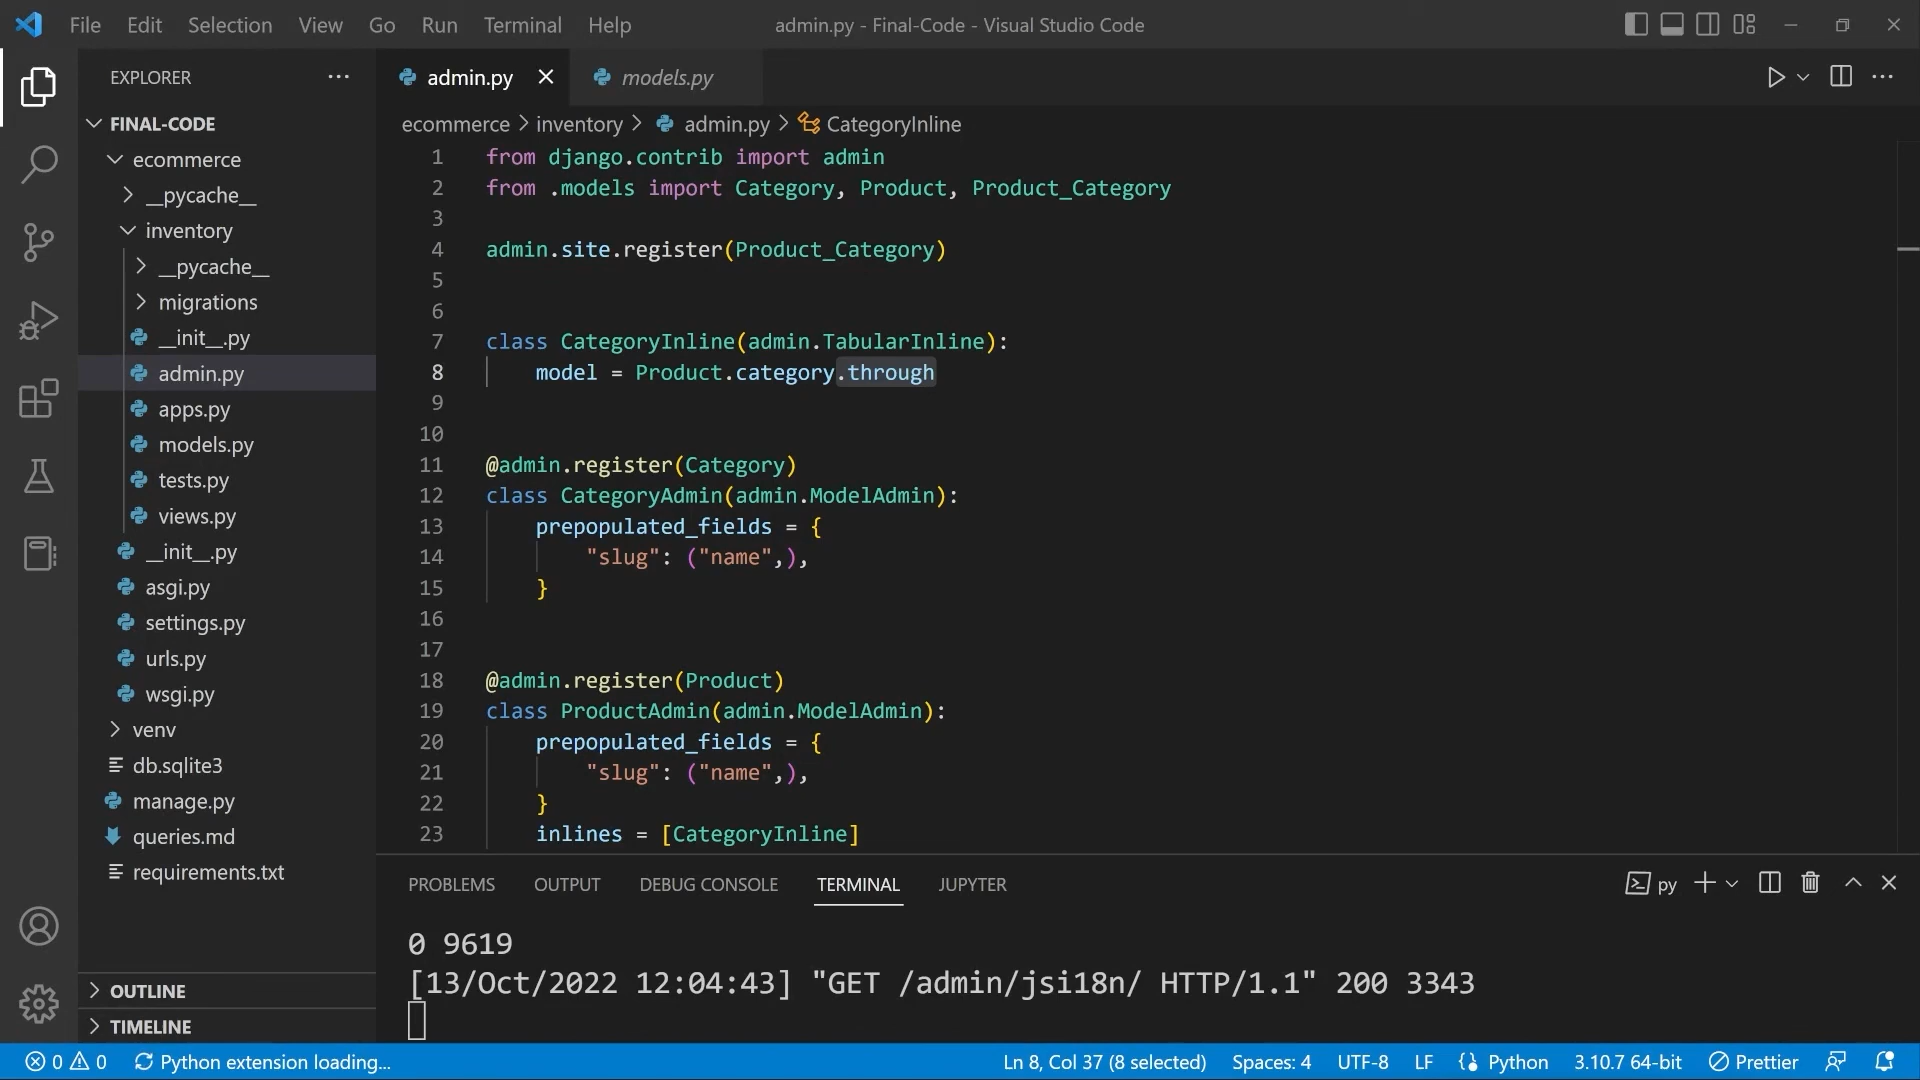 File Edit Selection View Go Run Terminal Help admin.py - Final-Code - Visual Studio Code
EXPLORER
FINAL-CODE
ecommerce
__pycache__
inventory
__pycache__
migrations
__init__.py
admin.py
apps.py
models.py
tests.py
views.py
__init__.py
asgi.py
settings.py
urls.py
wsgi.py
venv
db.sqlite3
manage.py
queries.md
requirements.txt
OUTLINE
TIMELINE
admin.py models.py
ecommerce > inventory > admin.py > CategoryInline
1 from django.contrib import admin
2 from .models import Category, Product, Product_Category
3
4 admin.site.register(Product_Category)
5
6
7 class CategoryInline(admin.TabularInline):
8 model = Product.category.through
9
10
11 @admin.register(Category)
12 class CategoryAdmin(admin.ModelAdmin):
13 prepopulated_fields = {
14 "slug": ("name",),
15 }
16
17
18 @admin.register(Product)
19 class ProductAdmin(admin.ModelAdmin):
20 prepopulated_fields = {
21 "slug": ("name",),
22 }
23 inlines = [CategoryInline]
PROBLEMS OUTPUT DEBUG CONSOLE TERMINAL JUPYTER py
0 9619
[13/Oct/2022 12:04:43] "GET /admin/jsi18n/ HTTP/1.1" 200 3343
0 0 Python extension loading... Ln 8, Col 37 (8 selected) Spaces: 4 UTF-8 LF Python 3.10.7 64-bit Prettier